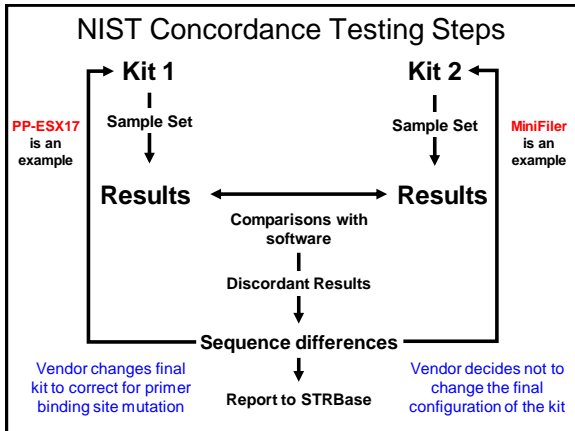 NIST Concordance Testing Steps
Kit 1
Kit 2
PP-ESX17
is an
example
Sample Set
Sample Set
MiniFiler
is an
example
Results
Results
Comparisons with
software
Discordant Results
Sequence differences
Vendor changes final
kit to correct for primer
binding site mutation
Report to STRBase
Vendor decides not to
change the final
configuration of the kit